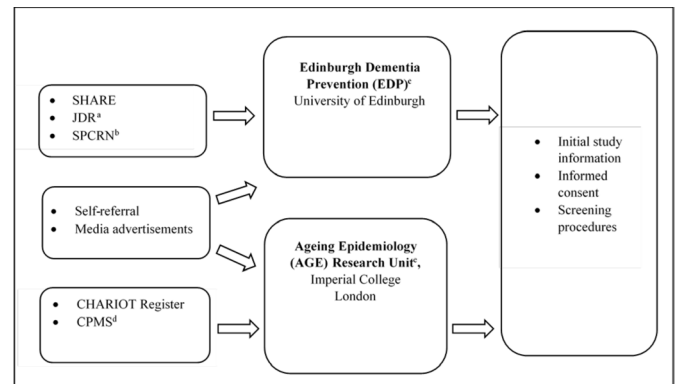 • SHARE
• JDRᵃ
• SPCRNᵇ
• Self-referral
• Media advertisements
• CHARIOT Register
• CPMSᵈ
Edinburgh Dementia
Prevention (EDP)ᶜ
University of Edinburgh
Ageing Epidemiology
(AGE) Research Unitᶜ,
Imperial College
London
• Initial study
information
• Informed
consent
• Screening
procedures